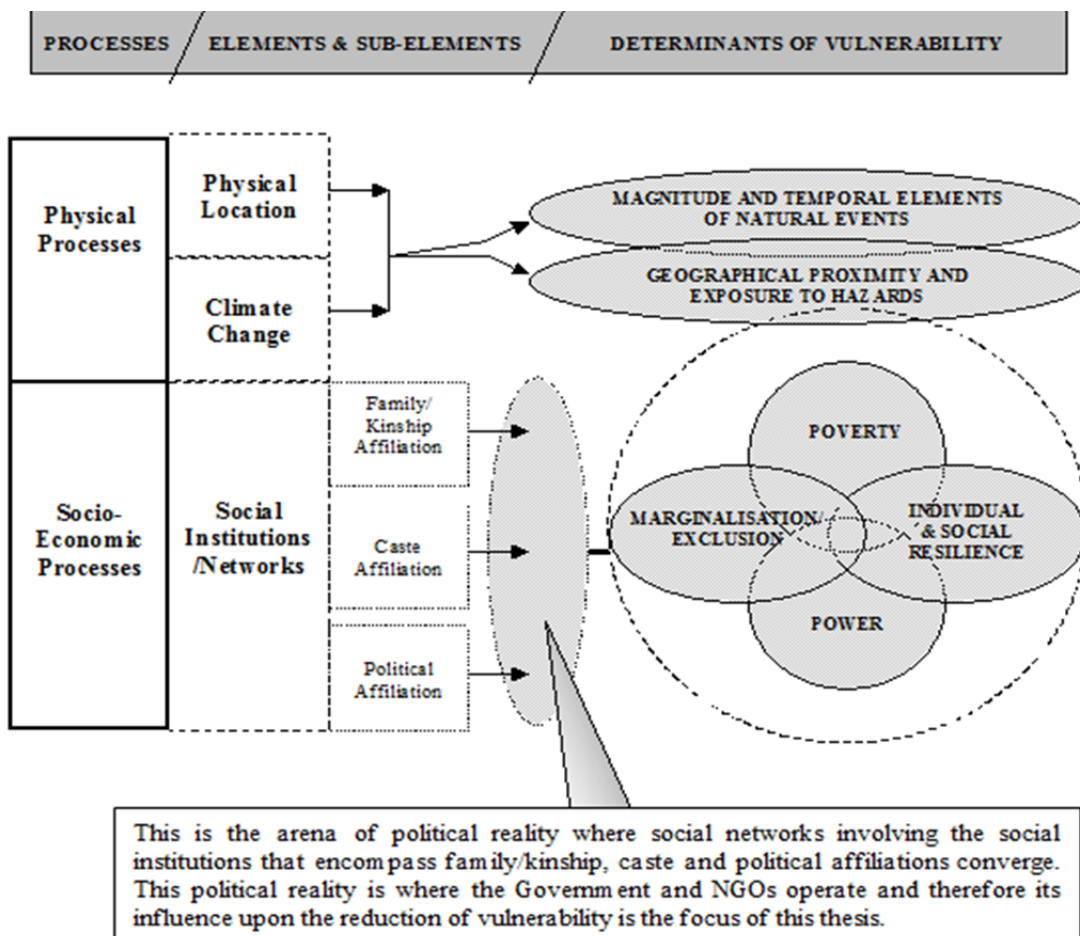 PROCESSES
ELEMENTS & SUB-ELEMENTS
DETERMINANTS OF VULNERABILITY
Physical
Processes
Physical
Location
Climate
Change
MAGNITUDE AND TEMPORAL ELEMENTS
OF NATURAL EVENTS
GEOGRAPHICAL PROXIMITY AND
EXPOSURE TO HAZARDS
Socio-
Economic
Processes
Social
Institutions
/Networks
Family/
Kinship
Affiliation
Caste
Affiliation
Political
Affiliation
POVERTY
MARGINALISATION/
EXCLUSION
INDIVIDUAL
& SOCIAL
RESILIENCE
POWER
This is the arena of political reality where social networks involving the social
institutions that encompass family/kinship, caste and political affiliations converge.
This political reality is where the Government and NGOs operate and therefore its
influence upon the reduction of vulnerability is the focus of this thesis.